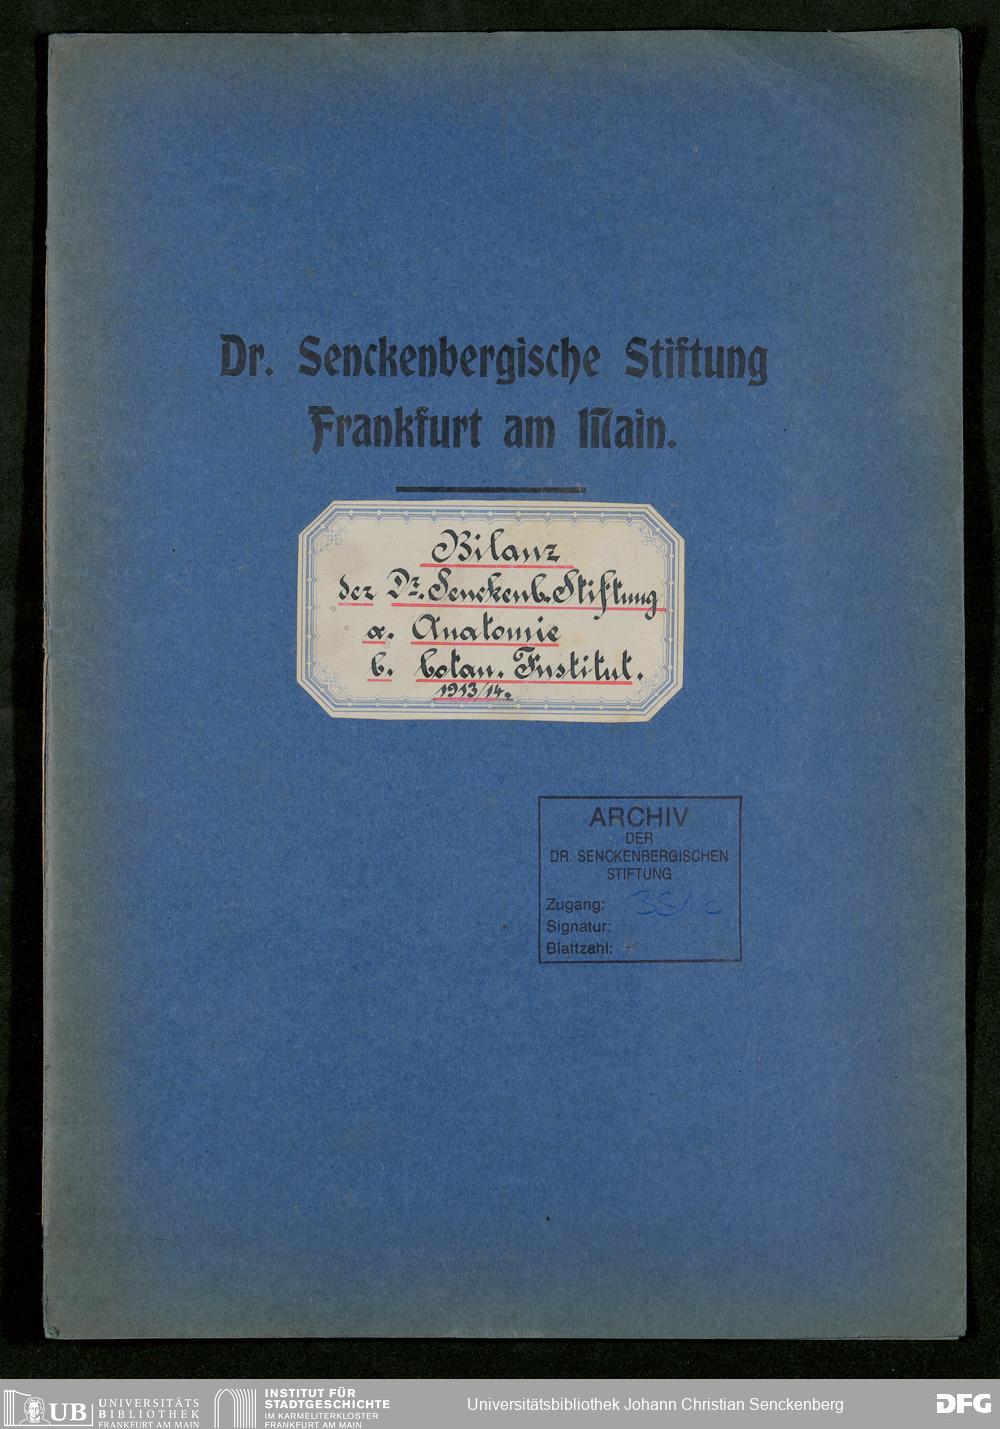 Dr. Senckenbergische Stiftung
Frankfurt am Main.
Bilanz
der Dr. Senckenb. Stiftung
a. Anatomie
b. botan. Institut.
1913/14.
ARCHIV
DER
DR. SENCKENBERGISCHEN
STIFTUNG
Zugang: 351c
Signatur:
Blattzahl:
UB UNIVERSITÄTS
BIBLIOTHEK
FRANKFURT AM MAIN
INSTITUT FÜR
STADTGESCHICHTE
IM KARMELITERKLOSTER
FRANKFURT AM MAIN
Universitätsbibliothek Johann Christian Senckenberg
DFG